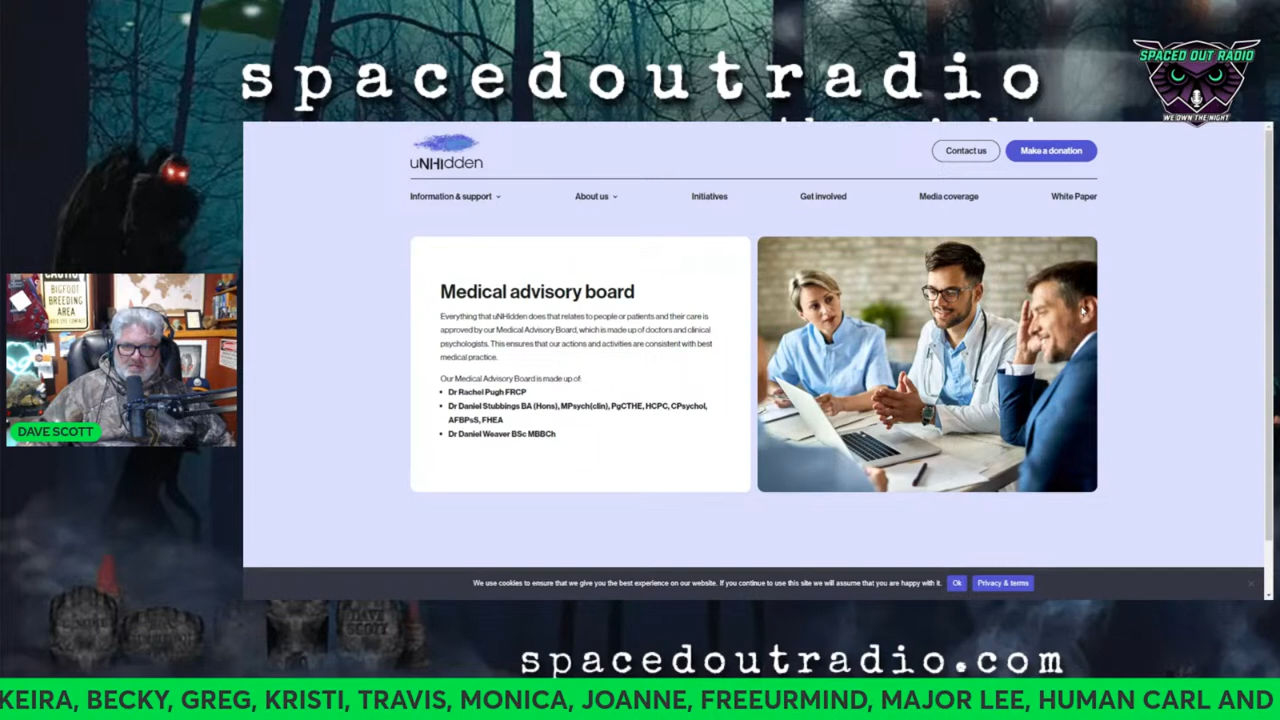 spacedoutradio
SPACED OUT RADIO
WE OWN THE NIGHT
uNHIdden
Contact us
Make a donation
Information & support
About us
Initiatives
Get involved
Media coverage
White Paper
Medical advisory board
Everything that uNHIdden does that relates to people or patients and their care is
approved by our Medical Advisory Board, which is made up of doctors and clinical
psychologists. This ensures that our actions and activities are consistent with best
medical practice.
Our Medical Advisory Board is made up of:
Dr Rachel Pugh FRCP
Dr Daniel Stubbings BA (Hons), MPsych(clin), PgCTHE, HCPC, CPsychol,
AFBPsS, FHEA
Dr Daniel Weaver BSc MBBCh
CAUTION
BIGFOOT
BREEDING
AREA
DAVE SCOTT
We use cookies to ensure that we give you the best experience on our website. If you continue to use this site we will assume that you are happy with it.
Ok
Privacy & terms
DAVE
SCOTT
spacedoutradio.com
KEIRA, BECKY, GREG, KRISTI, TRAVIS, MONICA, JOANNE, FREEURMIND, MAJOR LEE, HUMAN CARL AND